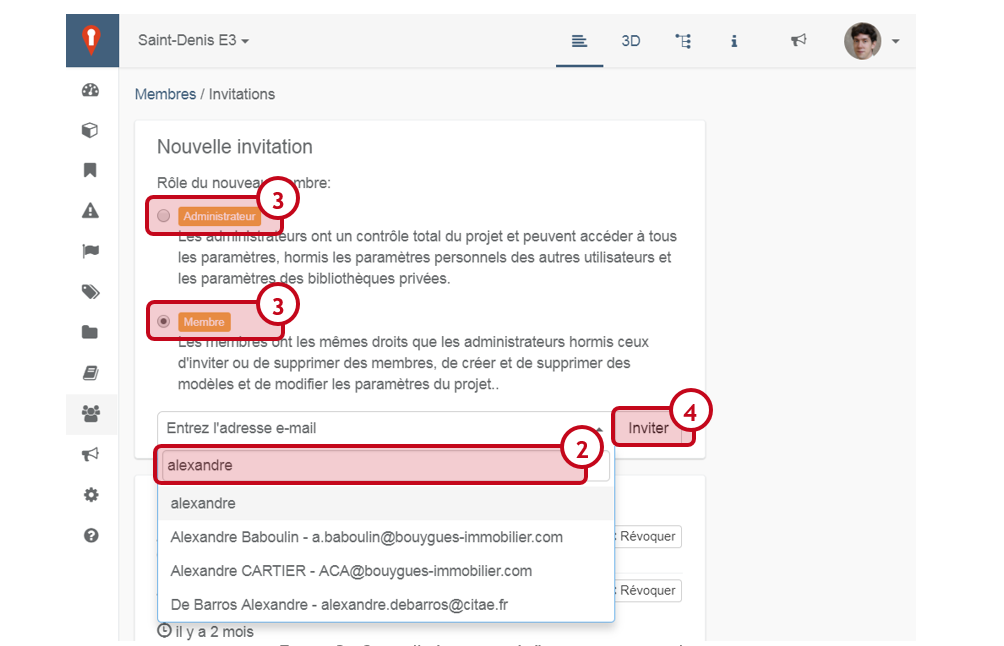 Saint-Denis E3
3D
Membres / Invitations
Nouvelle invitation
Rôle du nouveau membre:
3
Administrateur
Les administrateurs ont un contrôle total du projet et peuvent accéder à tous
les paramètres, hormis les paramètres personnels des autres utilisateurs et
les paramètres des bibliothèques privées.
3
Membre
Les membres ont les mêmes droits que les administrateurs hormis ceux
d'inviter ou de supprimer des membres, de créer et de supprimer des
modèles et de modifier les paramètres du projet..
4
Entrez l'adresse e-mail
Inviter
2
alexandre
alexandre
Alexandre Baboulin - a.baboulin@bouygues-immobilier.com
Révoquer
Alexandre CARTIER - ACA@bouygues-immobilier.com
Révoquer
De Barros Alexandre - alexandre.debarros@citae.fr
il y a 2 mois